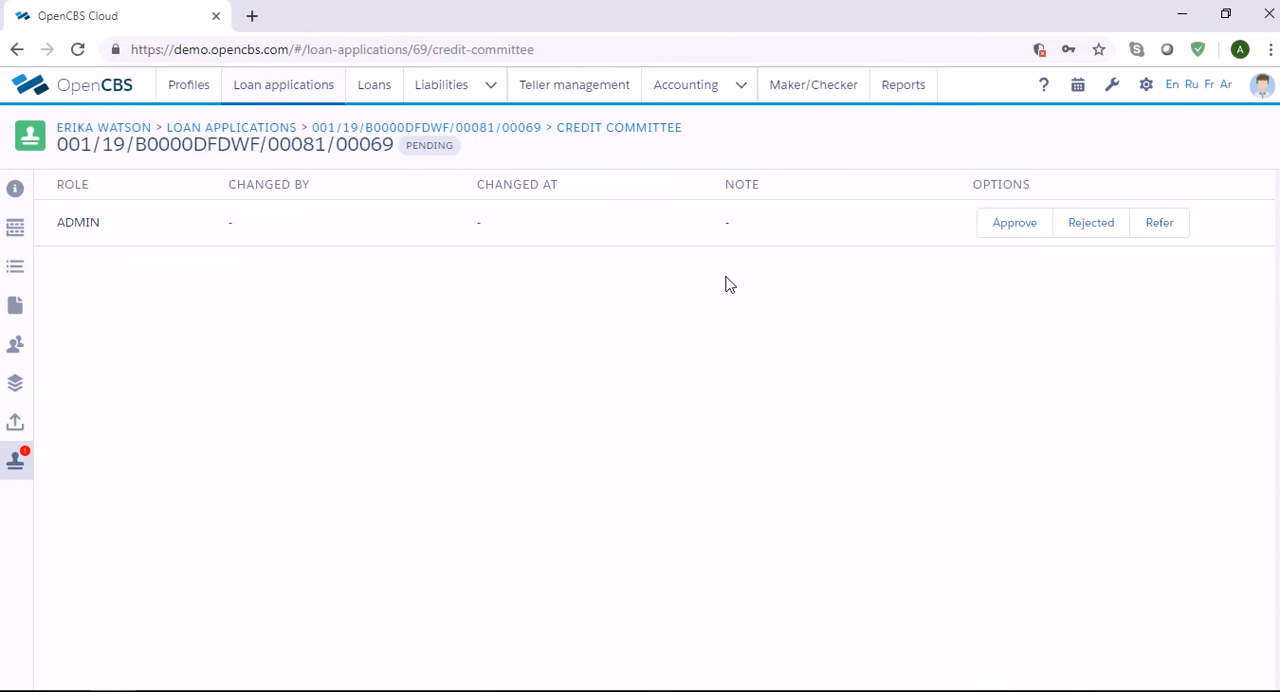 OpenCBS Cloud
https://demo.opencbs.com/#/loan-applications/69/credit-committee
A
OpenCBS Profiles Loan applications Loans Liabilities Teller management Accounting Maker/Checker Reports ? En Ru Fr Ar
ERIKA WATSON > LOAN APPLICATIONS > 001/19/B0000DFDWF/00081/00069 > CREDIT COMMITTEE
001/19/B0000DFDWF/00081/00069 PENDING
ROLE CHANGED BY CHANGED AT NOTE OPTIONS
ADMIN - - - Approve Rejected Refer